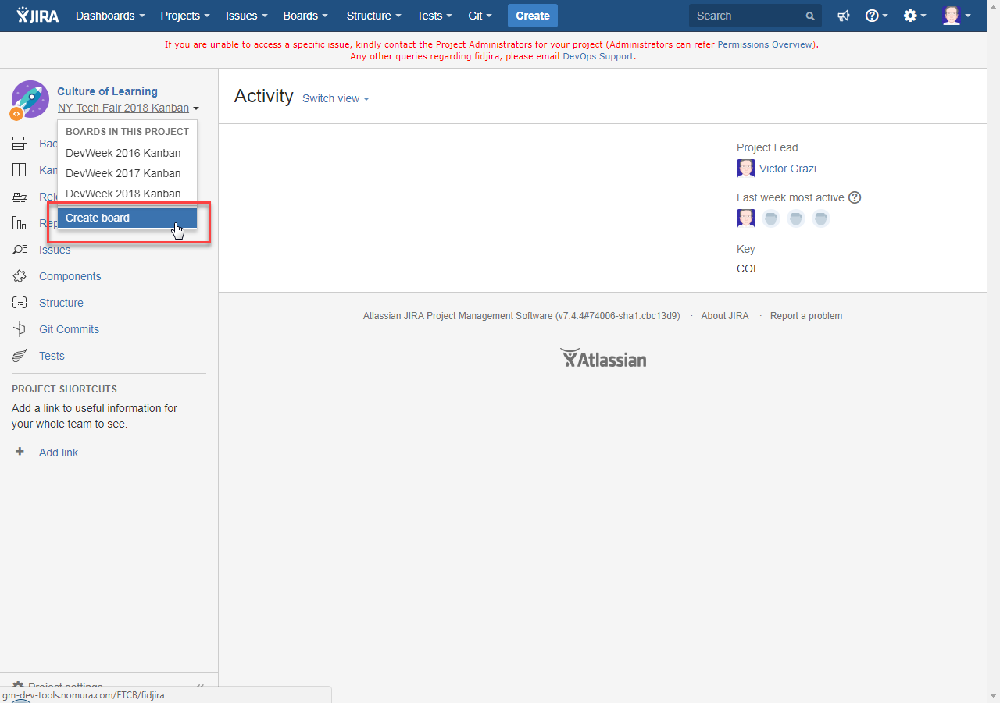 JIRA Dashboards Projects Issues Boards Structure Tests Git Create Search
If you are unable to access a specific issue, kindly contact the Project Administrators for your project (Administrators can refer Permissions Overview).
Any other queries regarding fidjira, please email DevOps Support.
Culture of Learning
NY Tech Fair 2018 Kanban
BOARDS IN THIS PROJECT
DevWeek 2016 Kanban
DevWeek 2017 Kanban
DevWeek 2018 Kanban
Create board
Bac
Kan
Rele
Rep
Issues
Components
Structure
Git Commits
Tests
PROJECT SHORTCUTS
Add a link to useful information for
your whole team to see.
+ Add link
Project settings
gm-dev-tools.nomura.com/ETCB/fidjira
Activity Switch view
Project Lead
Victor Grazi
Last week most active
Key
COL
Atlassian JIRA Project Management Software (v7.4.4#74006-sha1:cbc13d9) · About JIRA · Report a problem
Atlassian